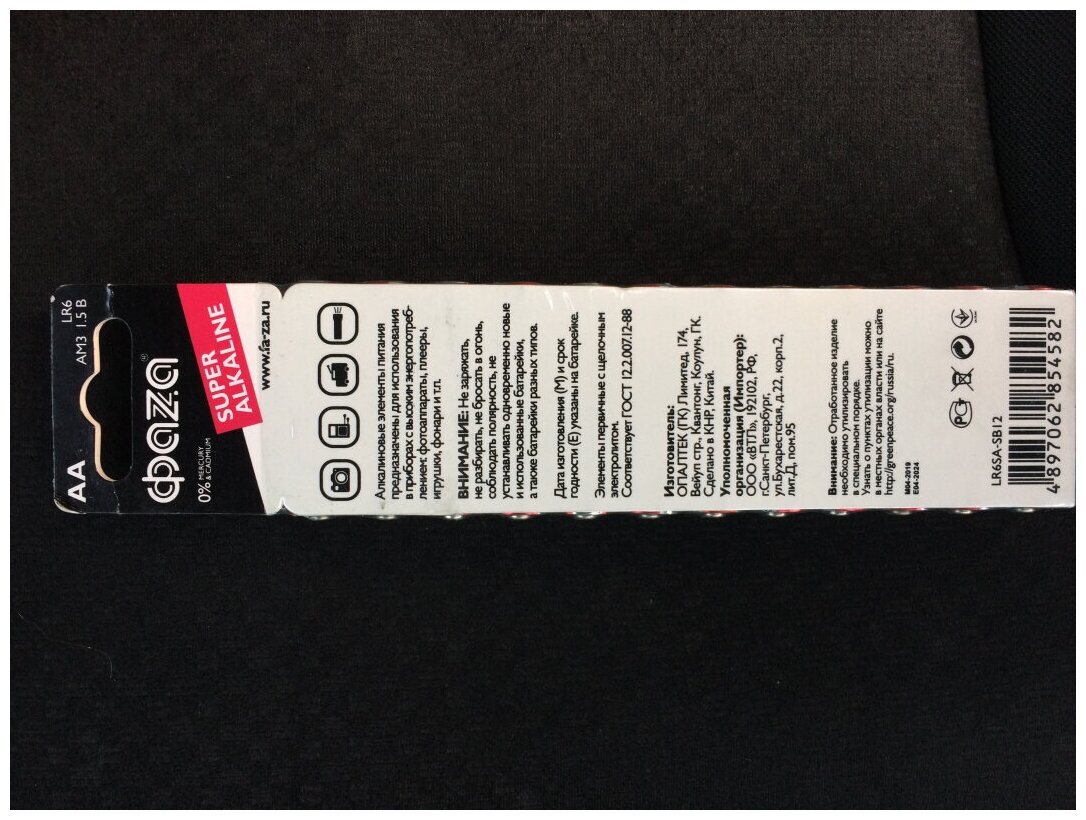 LR6
AA
AM3 1.5 В
фаzа®
0% MERCURY
& CADMIUM
SUPER
ALKALINE
www.fa-za.ru
Алкалиновые элементы питания
предназначены для использования
в приборах с высоким энергопотреб-
лением: фотоаппараты, плееры,
игрушки, фонари и т.п.
ВНИМАНИЕ: Не заряжать,
не разбирать, не бросать в огонь,
соблюдать полярность, не
устанавливать одновременно новые
и использованные батарейки,
а также батарейки разных типов.
Дата изготовления (М) и срок
годности (Е) указаны на батарейке.
Элементы первичные с щелочным
электролитом.
Соответствует ГОСТ 12.2.007.12-88
Изготовитель:
ОПАЛТЕК (ГК) Лимитед, 174,
Вейуп стр., Квантонг, Коулун, ГК.
Сделано в КНР, Китай.
Уполномоченная
организация (Импортер):
ООО «ВТП», 192102, РФ,
г.Санкт-Петербург,
ул.Бухарестская, д.22, корп.2,
лит.Д, пом.95
Внимание: Отработанное изделие
необходимо утилизировать
в специальном порядке.
Узнать о пунктах утилизации можно
в местных органах власти или на сайте
http://greenpeace.org/russia/ru.
M04-2019
E04-2024
LR6SA-SB12
4 897062 854582